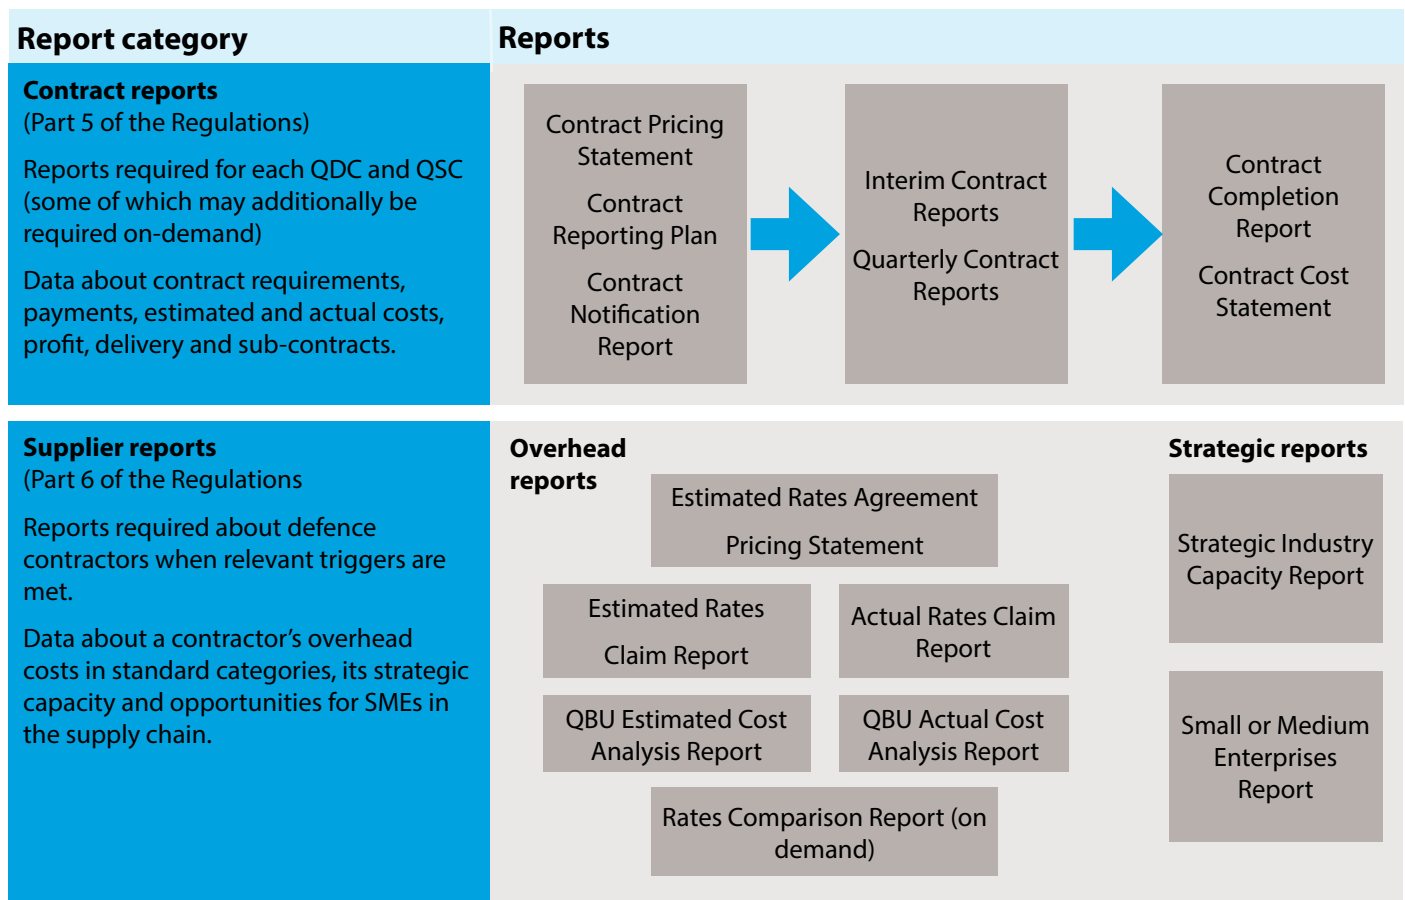 Report category
Reports
Contract reports
(Part 5 of the Regulations)
Reports required for each QDC and QSC
(some of which may additionally be
required on-demand)
Data about contract requirements,
payments, estimated and actual costs,
profit, delivery and sub-contracts.
Contract Pricing
Statement
Contract
Reporting Plan
Contract
Notification
Report
Interim Contract
Reports
Quarterly Contract
Reports
Contract
Completion
Report
Contract Cost
Statement
Supplier reports
(Part 6 of the Regulations
Reports required about defence
contractors when relevant triggers are
met.
Data about a contractor’s overhead
costs in standard categories, its strategic
capacity and opportunities for SMEs in
the supply chain.
Overhead
reports
Estimated Rates Agreement
Pricing Statement
Estimated Rates
Claim Report
Actual Rates Claim
Report
QBU Estimated Cost
Analysis Report
QBU Actual Cost
Analysis Report
Rates Comparison Report (on
demand)
Strategic reports
Strategic Industry
Capacity Report
Small or Medium
Enterprises
Report